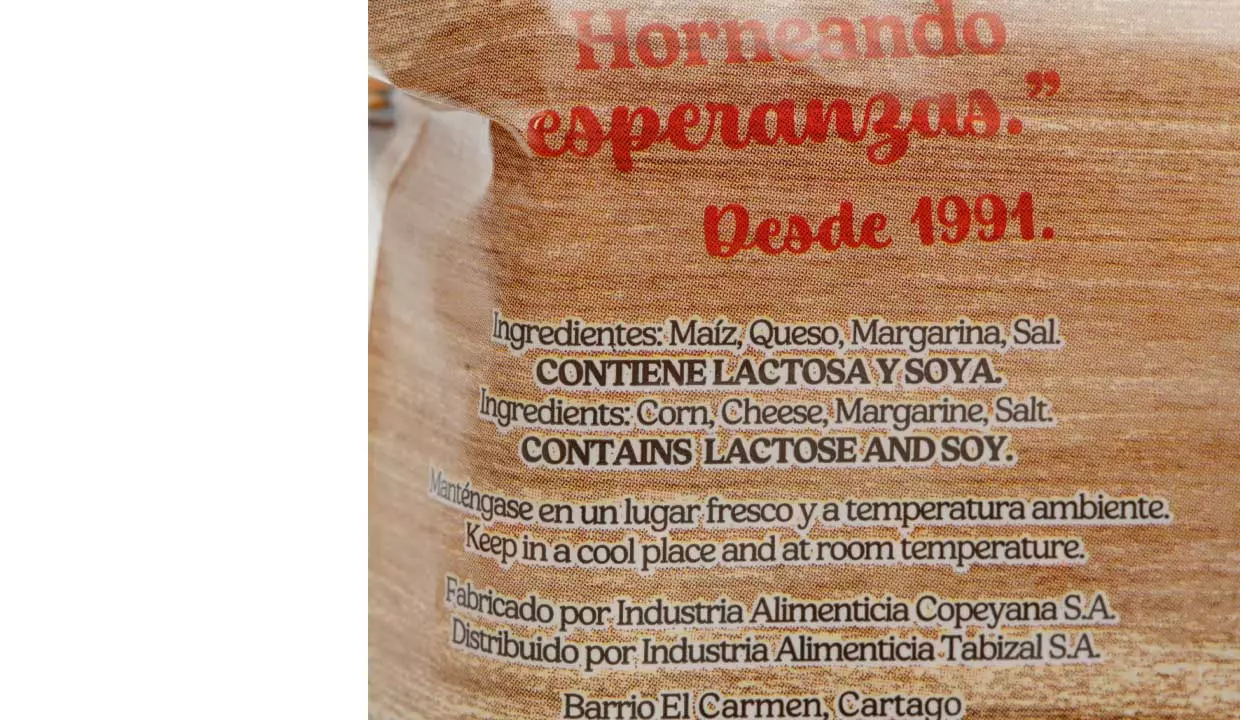 Horneando
esperanzas.”
Desde 1991.
Ingredientes: Maíz, Queso, Margarina, Sal.
CONTIENE LACTOSA Y SOYA.
Ingredients: Corn, Cheese, Margarine, Salt.
CONTAINS LACTOSE AND SOY.
Manténgase en un lugar fresco y a temperatura ambiente.
Keep in a cool place and at room temperature.
Fabricado por Industria Alimenticia Copeyana S.A.
Distribuido por Industria Alimenticia Tabizal S.A.
Barrio El Carmen, Cartago